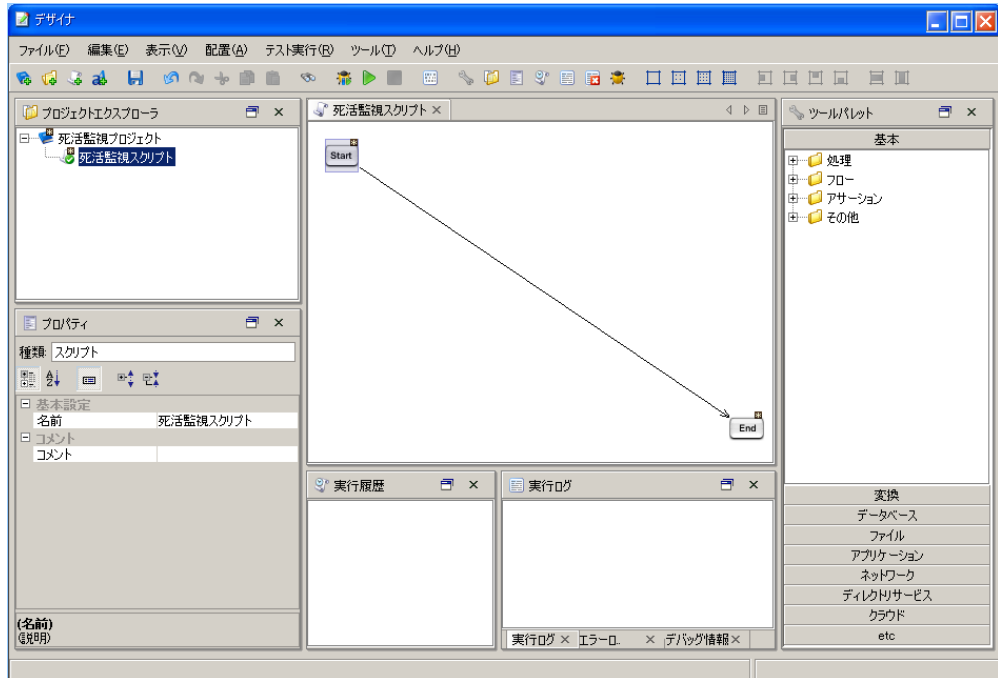 デザイナ
ファイル(F) 編集(E) 表示(V) 配置(A) テスト実行(R) ツール(T) ヘルプ(H)
プロジェクトエクスプローラ
死活監視プロジェクト
死活監視スクリプト
プロパティ
種類: スクリプト
基本設定
名前 死活監視スクリプト
コメント
コメント
(名前)
(説明)
死活監視スクリプト
Start
End
実行履歴
実行ログ
実行ログ エラーロ.. デバッグ情報
ツールパレット
基本
処理
フロー
アサーション
その他
変換
データベース
ファイル
アプリケーション
ネットワーク
ディレクトリサービス
クラウド
etc